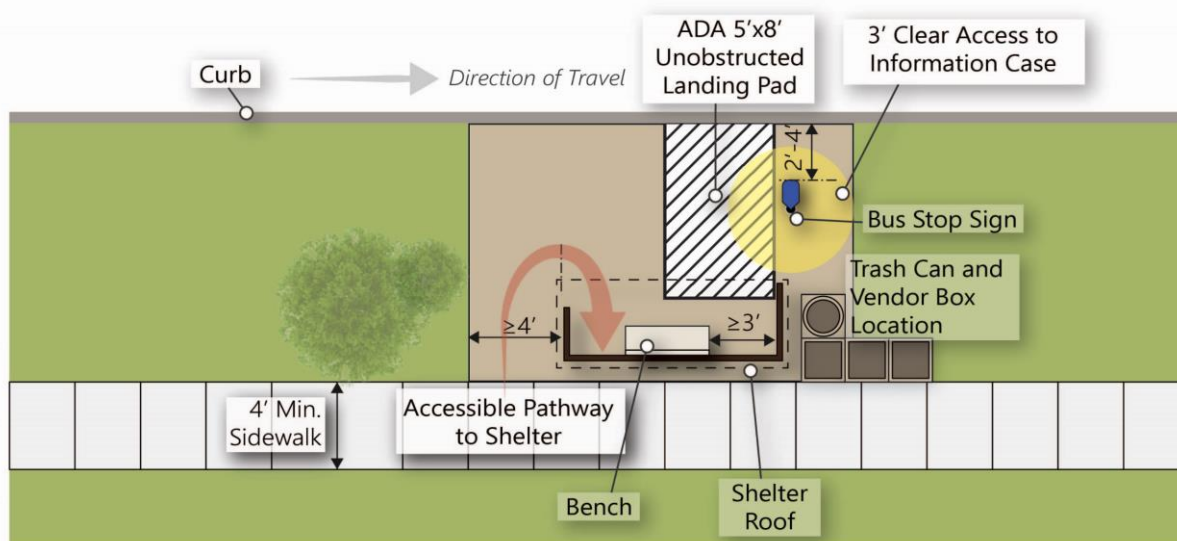 ADA 5’x8’
Unobstructed
Landing Pad
3’ Clear Access to
Information Case
Curb
Direction of Travel
2’-4’
Bus Stop Sign
Trash Can and
Vendor Box
Location
≥4’
≥3’
4’ Min.
Sidewalk
Accessible Pathway
to Shelter
Bench
Shelter
Roof